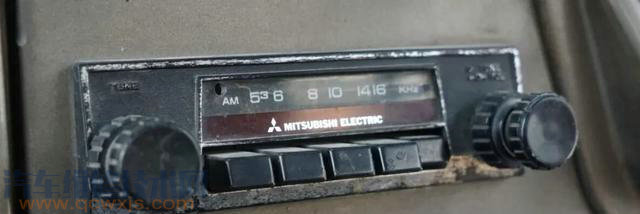 TONE
AM 53 6 8 10 14 16 KHz
MITSUBISHI ELECTRIC
www.qcwxjs.com